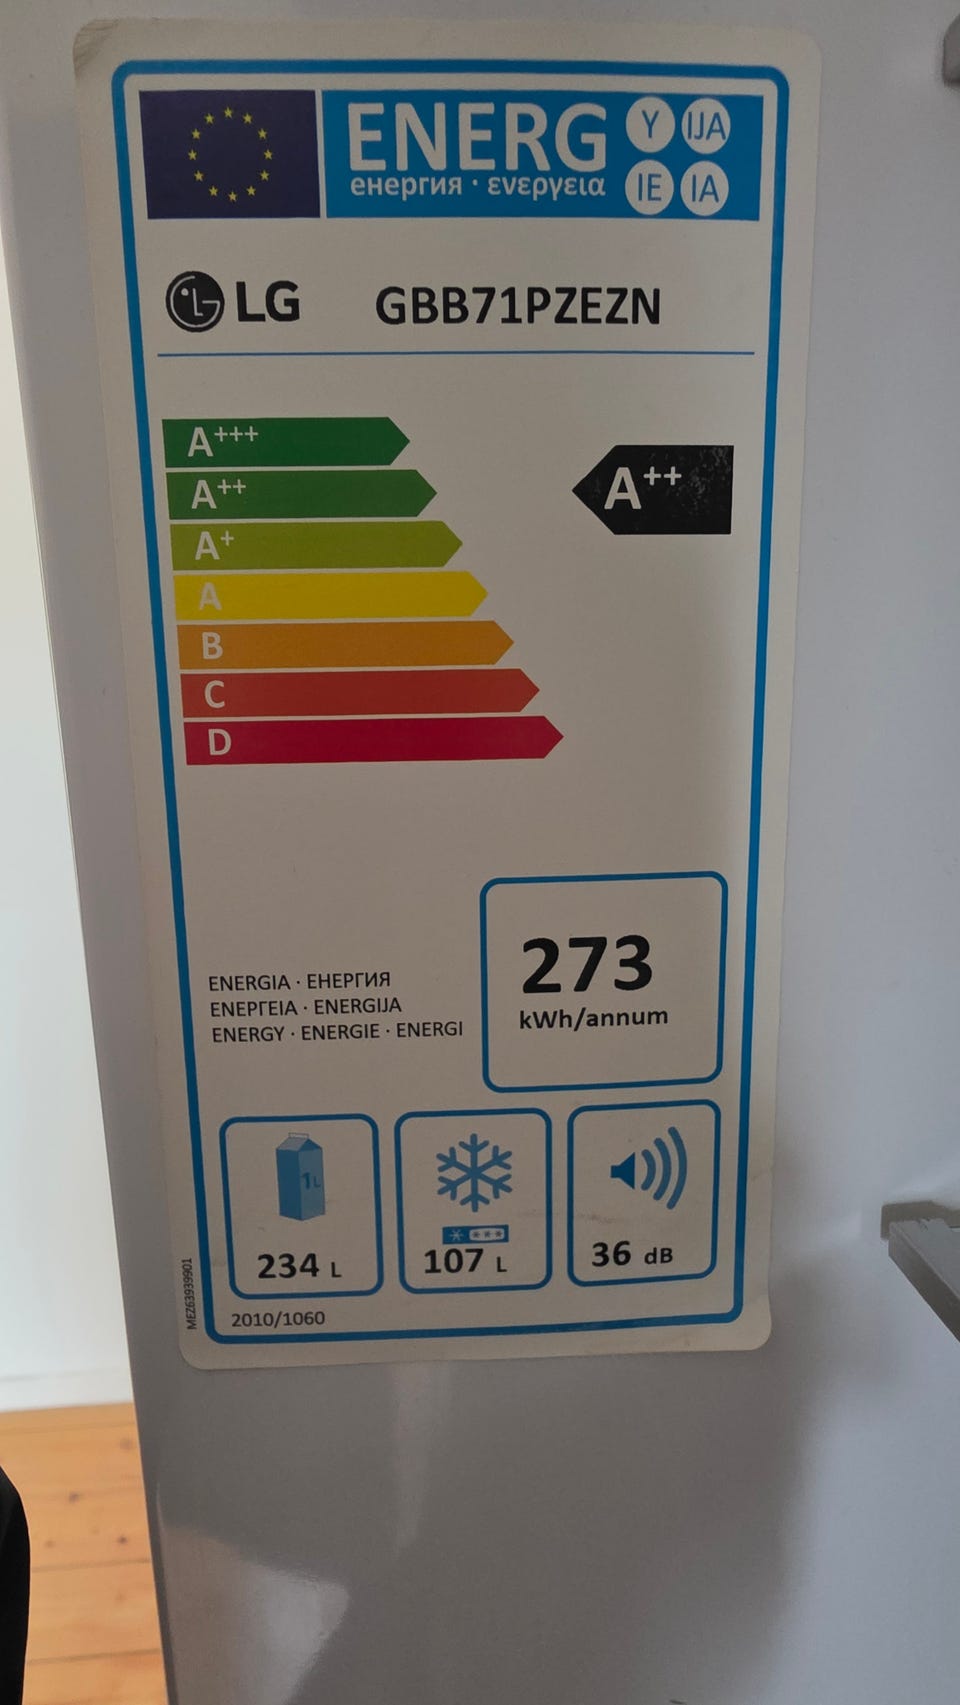 ENERG Y IJA
енергия · ενεργεια IE IA
LG GBB71PZEZN
A+++
A++
A++
A+
A
B
C
D
273
kWh/annum
ENERGIA · ЕНЕРГИЯ
ΕΝΕΡΓΕΙΑ · ENERGIJA
ENERGY · ENERGIE · ENERGI
1L
234 L
107 L
36 dB
MEZ63939901
2010/1060